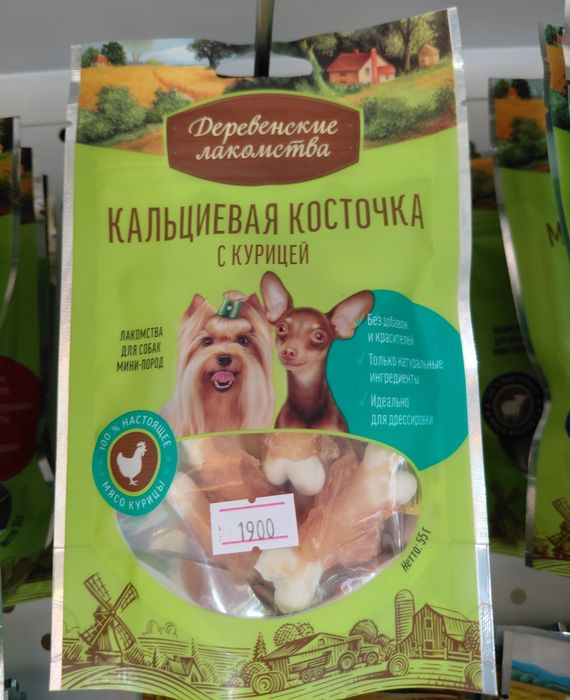 Деревенские
лакомства
КАЛЬЦИЕВАЯ КОСТОЧКА
С КУРИЦЕЙ
ЛАКОМСТВА
ДЛЯ СОБАК
МИНИ-ПОРОД
Без добавок
и красителей
Только натуральные
ингредиенты
Идеально
для дрессировки
100 % НАСТОЯЩЕЕ
МЯСО КУРИЦЫ
1900
Нетто: 55 г